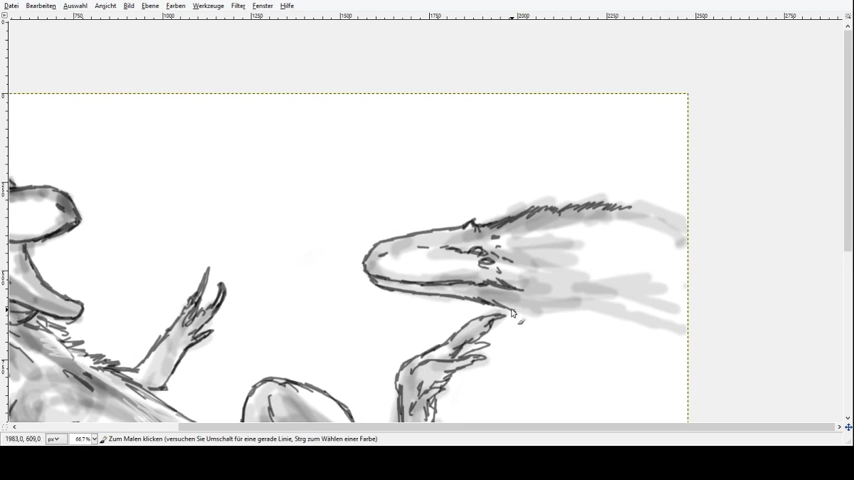 Datei Bearbeiten Auswahl Ansicht Bild Ebene Farben Werkzeuge Filter Fenster Hilfe
750 1000 1250 1500 1750 2000 2250 2500 2750
1983,0, 609,0 px 66,7 % Zum Malen klicken (versuchen Sie Umschalt für eine gerade Linie, Strg zum Wählen einer Farbe)